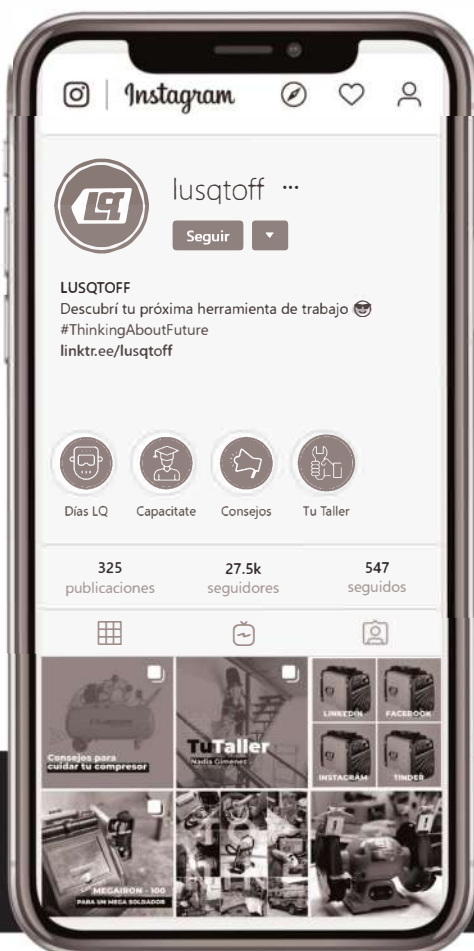 Instagram
LQ
lusqtoff ...
Seguir
LUSQTOFF
Descubrí tu próxima herramienta de trabajo 😎
#ThinkingAboutFuture
linktr.ee/lusqtoff
Días LQ Capacitate Consejos Tu Taller
325 27.5k 547
publicaciones seguidores seguidos
Consejos para
cuidar tu compresor
TuTaller
Nadia Gimenez
LINKEDIN FACEBOOK
INSTAGRAM TINDER
MEGAIRON - 100
PARA UN MEGA SOLDADOR